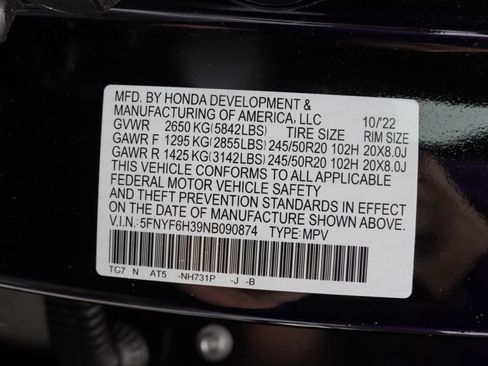 MFD. BY HONDA DEVELOPMENT &
MANUFACTURING OF AMERICA, LLC 10/'22
GVWR 2650 KG(5842LBS) TIRE SIZE RIM SIZE
GAWR F 1295 KG(2855LBS) 245/50R20 102H 20X8.0J
GAWR R 1425 KG(3142LBS) 245/50R20 102H 20X8.0J
THIS VEHICLE CONFORMS TO ALL APPLICABLE
FEDERAL MOTOR VEHICLE SAFETY
AND THEFT PREVENTION STANDARDS IN EFFECT
ON THE DATE OF MANUFACTURE SHOWN ABOVE.
V.I.N.: 5FNYF6H39NB090874 TYPE: MPV
TG7 N AT5 -NH731P -J -B